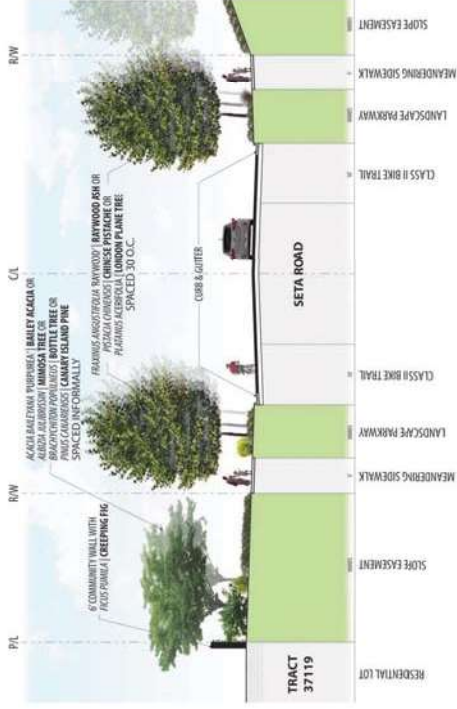 P/L
R/W
C/L
R/W
ACACIA BAILEYANA 'PURPUREA' | BAILEY ACACIA OR
ALBIZIA JULIBRISSIN | MIMOSA TREE OR
BRACHYCHITON POPULNEUS | BOTTLE TREE OR
PINUS CANARIENSIS | CANARY ISLAND PINE
SPACED INFORMALLY
FRAXINUS ANGUSTIFOLIA 'RAYWOOD' | RAYWOOD ASH OR
PISTACIA CHINENSIS | CHINESE PISTACHE OR
PLATANUS ACERIFOLIA | LONDON PLANE TREE
SPACED 30 O.C.
6' COMMUNITY WALL WITH
FICUS PUMILA | CREEPING FIG
CURB & GUTTER
TRACT
37119
SETA ROAD
RESIDENTIAL LOT
SLOPE EASEMENT
MEANDERING SIDEWALK
LANDSCAPE PARKWAY
CLASS II BIKE TRAIL
CLASS II BIKE TRAIL
LANDSCAPE PARKWAY
MEANDERING SIDEWALK
SLOPE EASEMENT